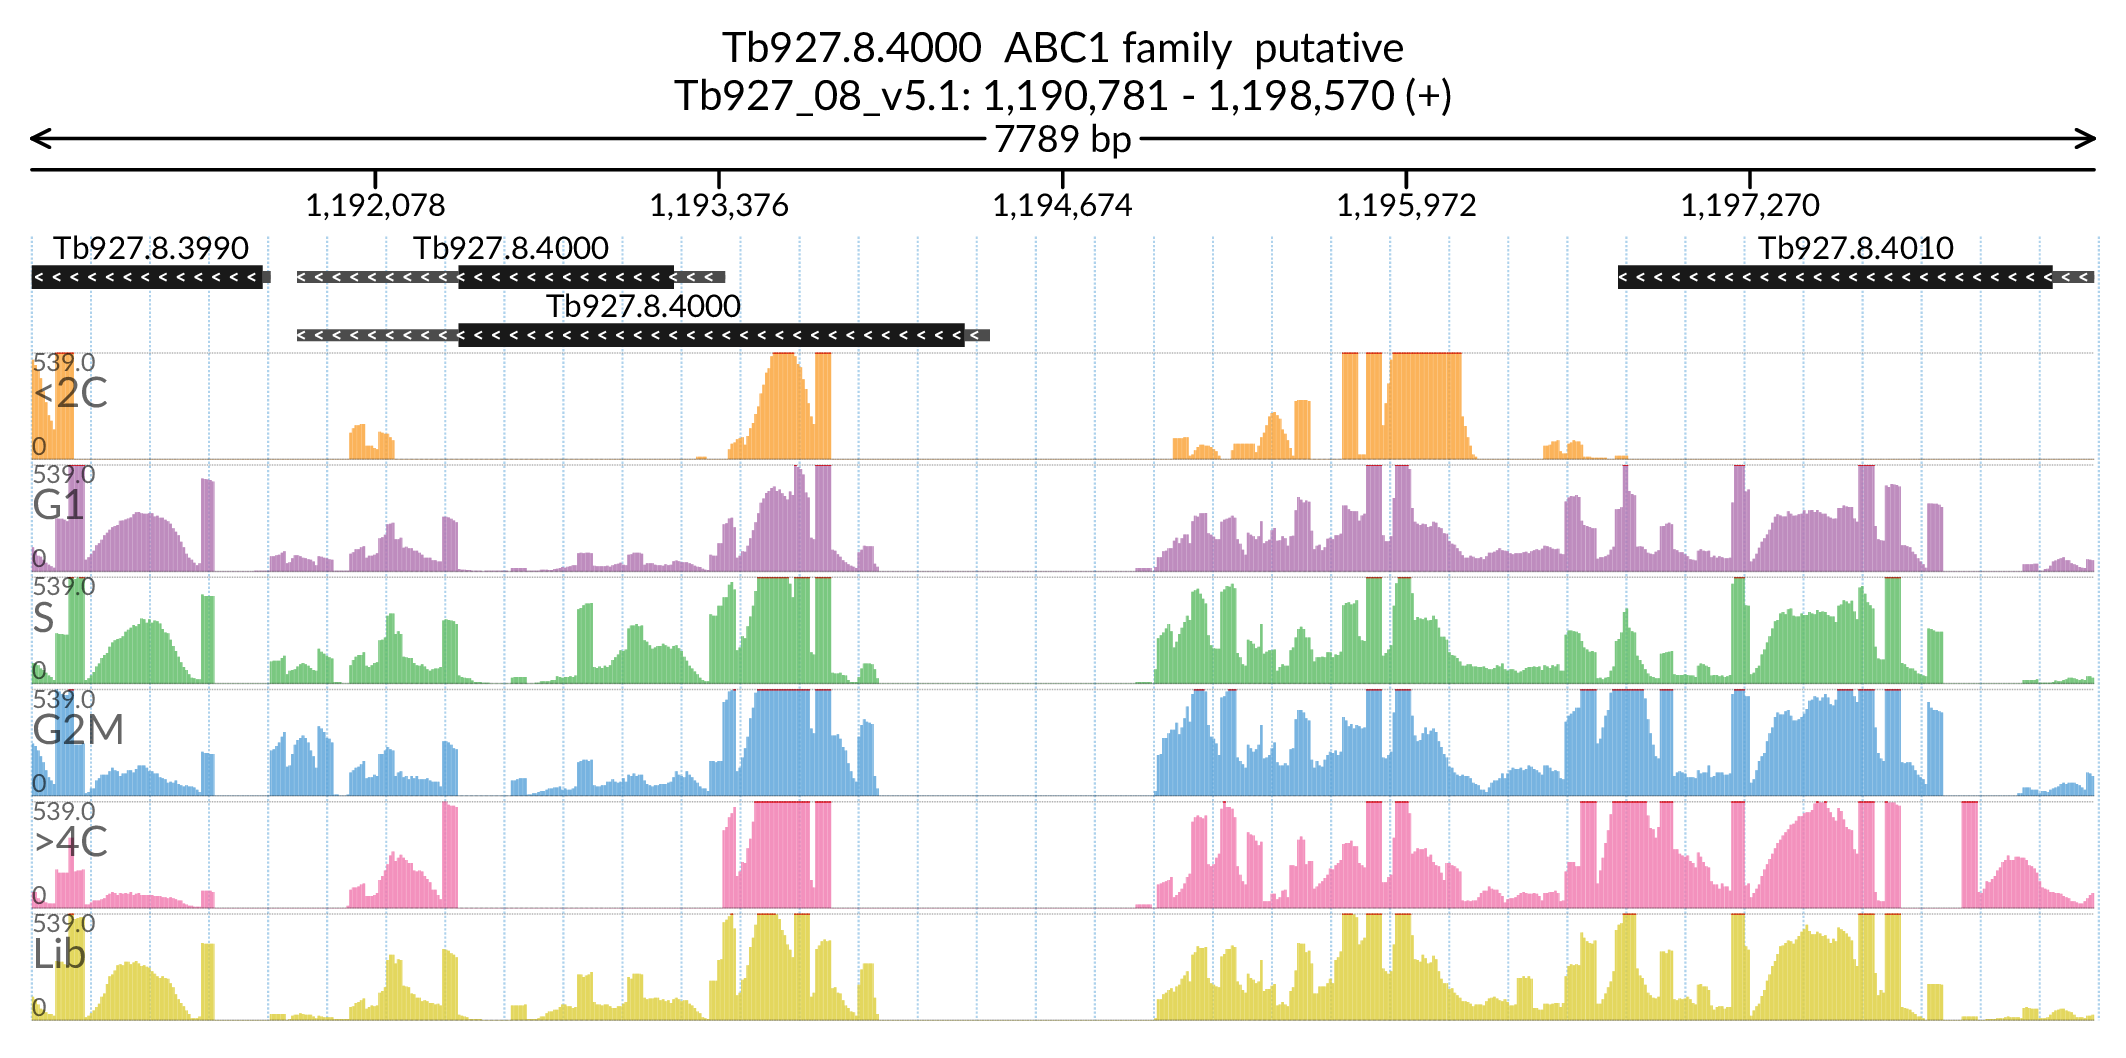 Tb927.8.4000  ABC1 family  putative
Tb927_08_v5.1: 1,190,781 - 1,198,570 (+)
7789 bp
1,192,078 1,193,376 1,194,674 1,195,972 1,197,270
Tb927.8.3990 Tb927.8.4000 Tb927.8.4010
Tb927.8.4000
539.0
<2C
0
539.0
G1
0
539.0
S
0
539.0
G2M
0
539.0
>4C
0
539.0
Lib
0